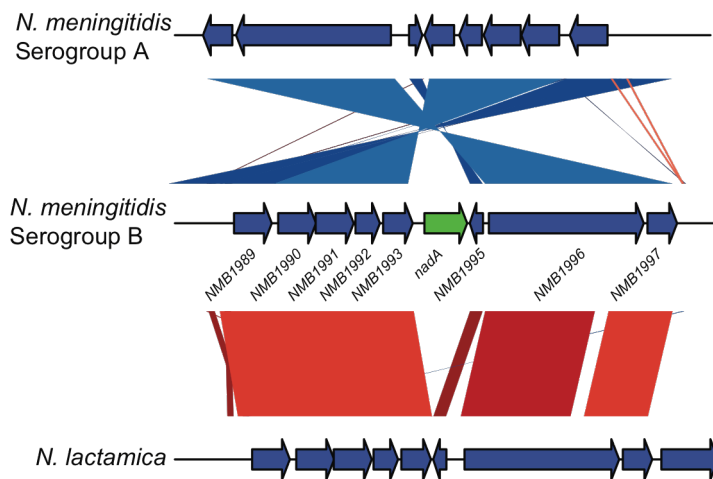 N. meningitidis
Serogroup A
N. meningitidis
Serogroup B
NMB1989
NMB1990
NMB1991
NMB1992
NMB1993
nadA
NMB1995
NMB1996
NMB1997
N. lactamica